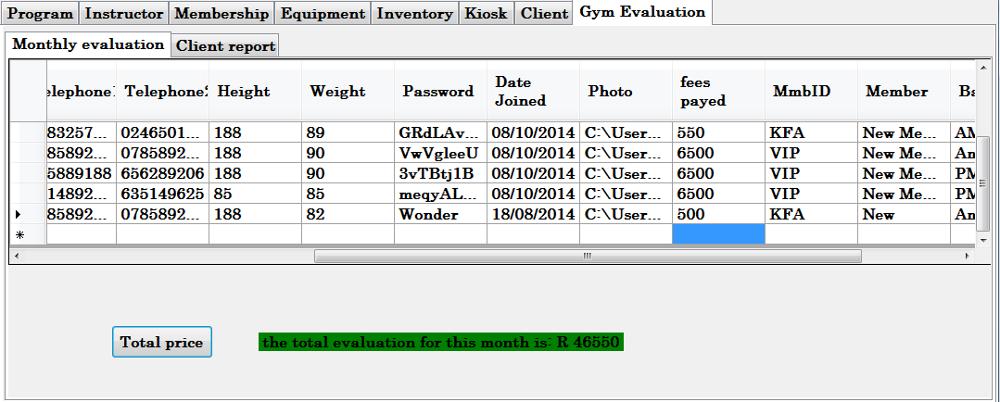 Program Instructor Membership Equipment Inventory Kiosk Client Gym Evaluation
Monthly evaluation Client report
elephone1 Telephone2 Height Weight Password Date Joined Photo fees payed MmbID Member Ba
83257... 0246501... 188 89 GRdLAv... 08/10/2014 C:\User... 550 KFA New Me... AM
85892... 0785892... 188 90 VwVgleeU 08/10/2014 C:\User... 6500 VIP New Me... An
5889188 656289206 188 90 3vTBtj1B 08/10/2014 C:\User... 6500 VIP New Me... PM
14892... 635149625 85 85 meqyAL... 08/10/2014 C:\User... 6500 VIP New Me... PM
85892... 0785892... 188 82 Wonder 18/08/2014 C:\User... 500 KFA New An
Total price the total evaluation for this month is: R 46550